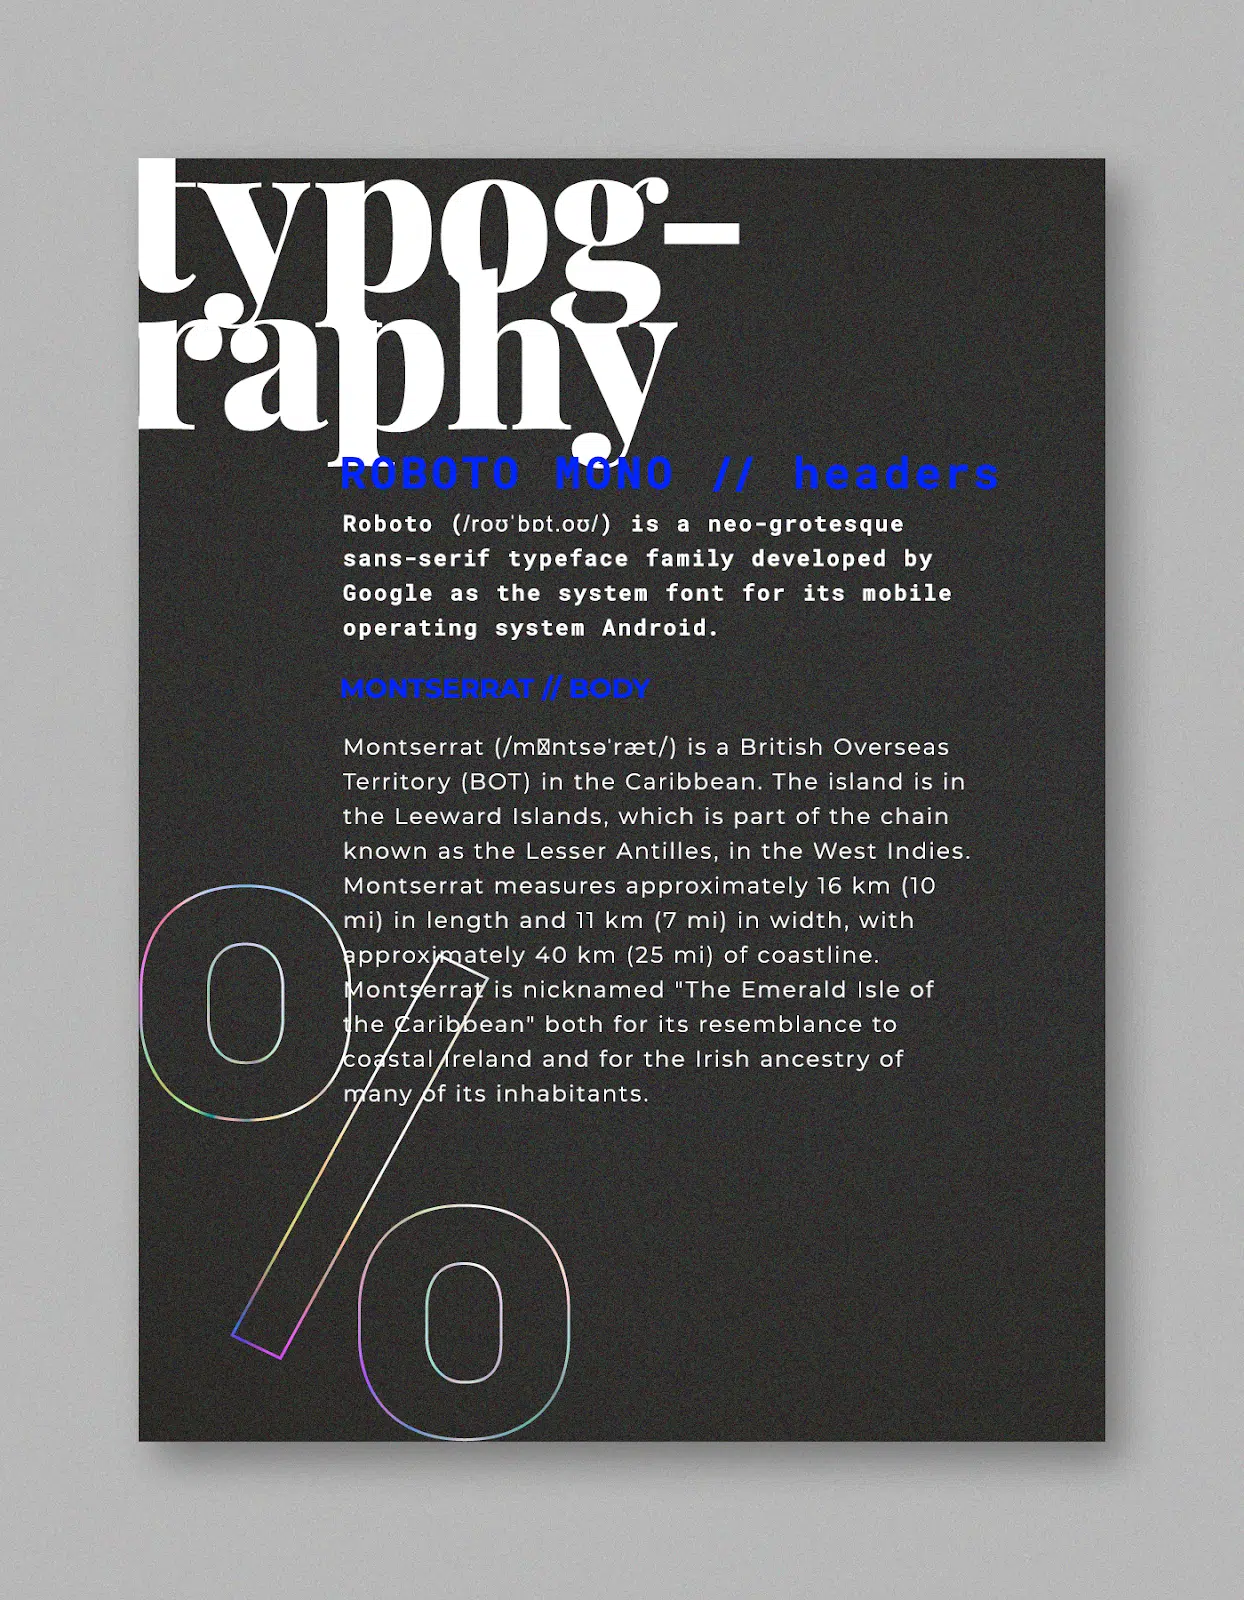 typog-
raphy
ROBOTO MONO // headers
Roboto (/roʊˈbɒt.oʊ/) is a neo-grotesque
sans-serif typeface family developed by
Google as the system font for its mobile
operating system Android.
MONTSERRAT // BODY
Montserrat (/m☒ntsəˈræt/) is a British Overseas
Territory (BOT) in the Caribbean. The island is in
the Leeward Islands, which is part of the chain
known as the Lesser Antilles, in the West Indies.
Montserrat measures approximately 16 km (10
mi) in length and 11 km (7 mi) in width, with
approximately 40 km (25 mi) of coastline.
Montserrat is nicknamed "The Emerald Isle of
the Caribbean" both for its resemblance to
coastal Ireland and for the Irish ancestry of
many of its inhabitants.
%